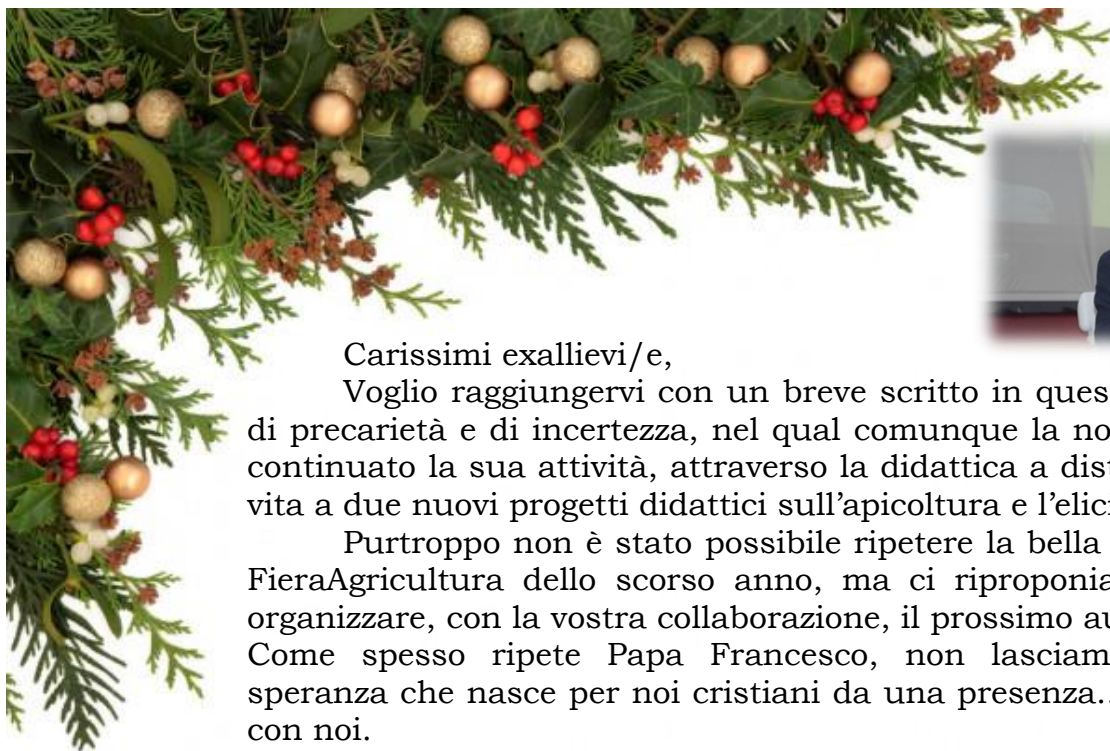 Carissimi exallievi/e,
Voglio raggiungervi con un breve scritto in
di precarietà e di incertezza, nel qual comunque la
continuato la sua attività, attraverso la didattica a
vita a due nuovi progetti didattici sull’apicoltura e
Purtroppo non è stato possibile ripetere la bella
FieraAgricultura dello scorso anno, ma ci
organizzare, con la vostra collaborazione, il prossimo
Come spesso ripete Papa Francesco, non
speranza che nasce per noi cristiani da una presenza..
con noi.